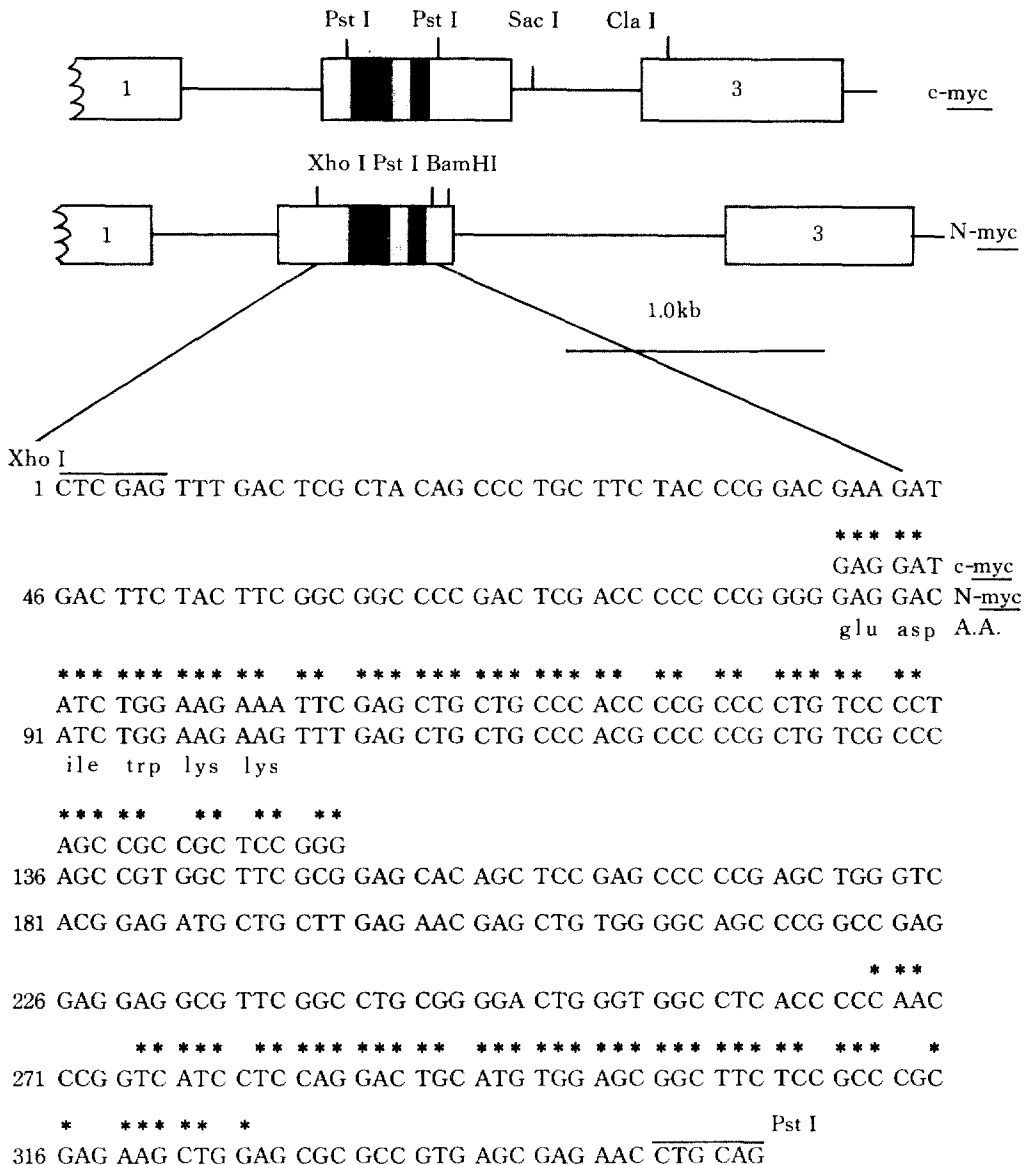 Pst I Pst I Sac I Cla I
1 3 c-myc
Xho I Pst I BamHI
1 3 N-myc
1.0kb
Xho I
1 CTC GAG TTT GAC TCG CTA CAG CCC TGC TTC TAC CCG GAC GAA GAT
*** **
GAG GAT c-myc
46 GAC TTC TAC TTC GGC GGC CCC GAC TCG ACC CCC CCG GGG GAG GAC N-myc
glu asp A.A.
*** *** *** ** ** *** *** *** *** ** ** ** *** ** **
ATC TGG AAG AAA TTC GAG CTG CTG CCC ACC CCG CCC CTG TCC CCT
91 ATC TGG AAG AAG TTT GAG CTG CTG CCC ACG CCC CCG CTG TCG CCC
ile trp lys lys
*** ** ** ** **
AGC CGC CGC TCC GGG
136 AGC CGT GGC TTC GCG GAG CAC AGC TCC GAG CCC CCG AGC TGG GTC
181 ACG GAG ATG CTG CTT GAG AAC GAG CTG TGG GGC AGC CCG GCC GAG
* **
226 GAG GAG GCG TTC GGC CTG CGG GGA CTG GGT GGC CTC ACC CCC AAC
** *** ** *** *** ** *** *** *** *** *** ** *** *
271 CCG GTC ATC CTC CAG GAC TGC ATG TGG AGC GGC TTC TCC GCC CGC
* *** ** *
316 GAG AAG CTG GAG CGC GCC GTG AGC GAG AAC CTG CAG Pst I